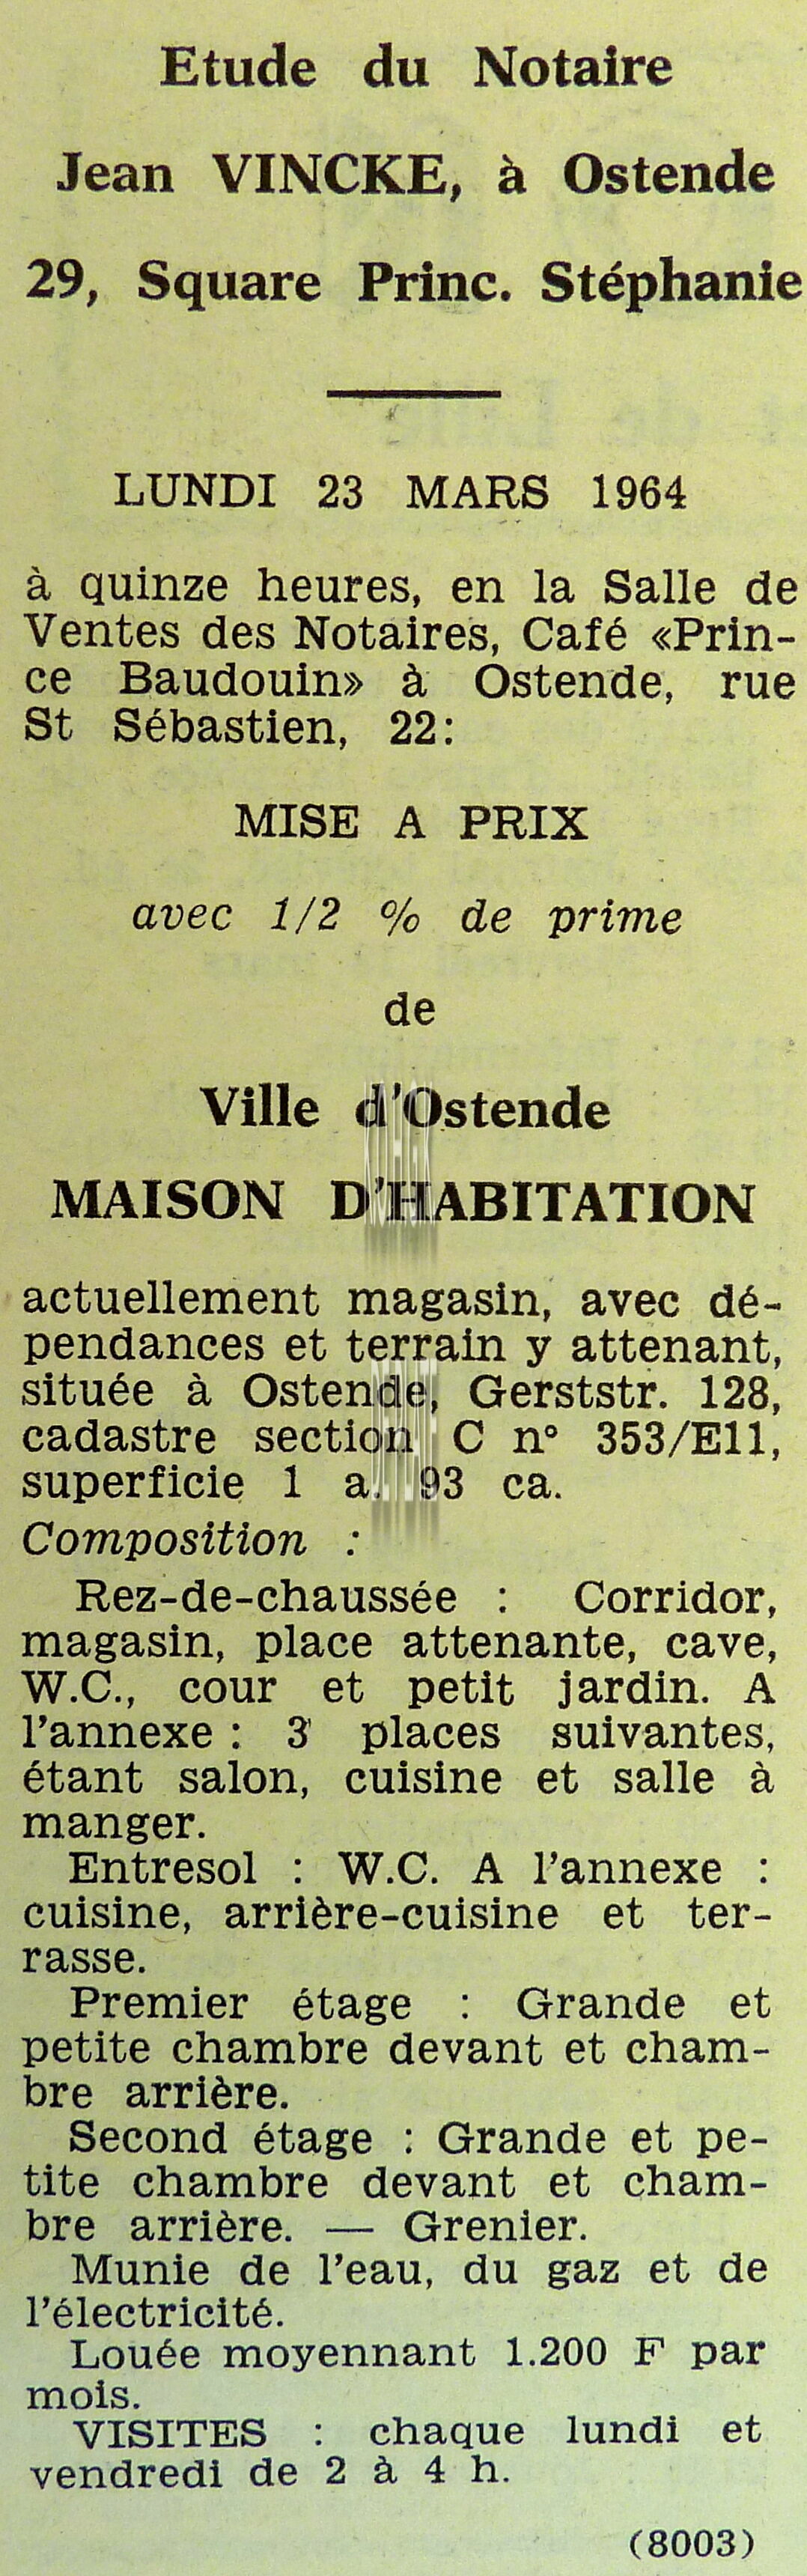 Etude du Notaire
Jean VINCKE, à Ostende
29, Square Princ. Stéphanie
LUNDI 23 MARS 1964
à quinze heures, en la Salle de
Ventes des Notaires, Café «Prin-
ce Baudouin» à Ostende, rue
St Sébastien, 22:
MISE A PRIX
avec 1/2 % de prime
de
Ville d'Ostende
MAISON D'HABITATION
actuellement magasin, avec dé-
pendances et terrain y attenant,
située à Ostende, Gerststr. 128,
cadastre section C n° 353/E11,
superficie 1 a. 93 ca.
Composition :
Rez-de-chaussée : Corridor,
magasin, place attenante, cave,
W.C., cour et petit jardin. A
l'annexe : 3 places suivantes,
étant salon, cuisine et salle à
manger.
Entresol : W.C. A l'annexe :
cuisine, arrière-cuisine et ter-
rasse.
Premier étage : Grande et
petite chambre devant et cham-
bre arrière.
Second étage : Grande et pe-
tite chambre devant et cham-
bre arrière. — Grenier.
Munie de l'eau, du gaz et de
l'électricité.
Louée moyennant 1.200 F par
mois.
VISITES : chaque lundi et
vendredi de 2 à 4 h.
(8003)